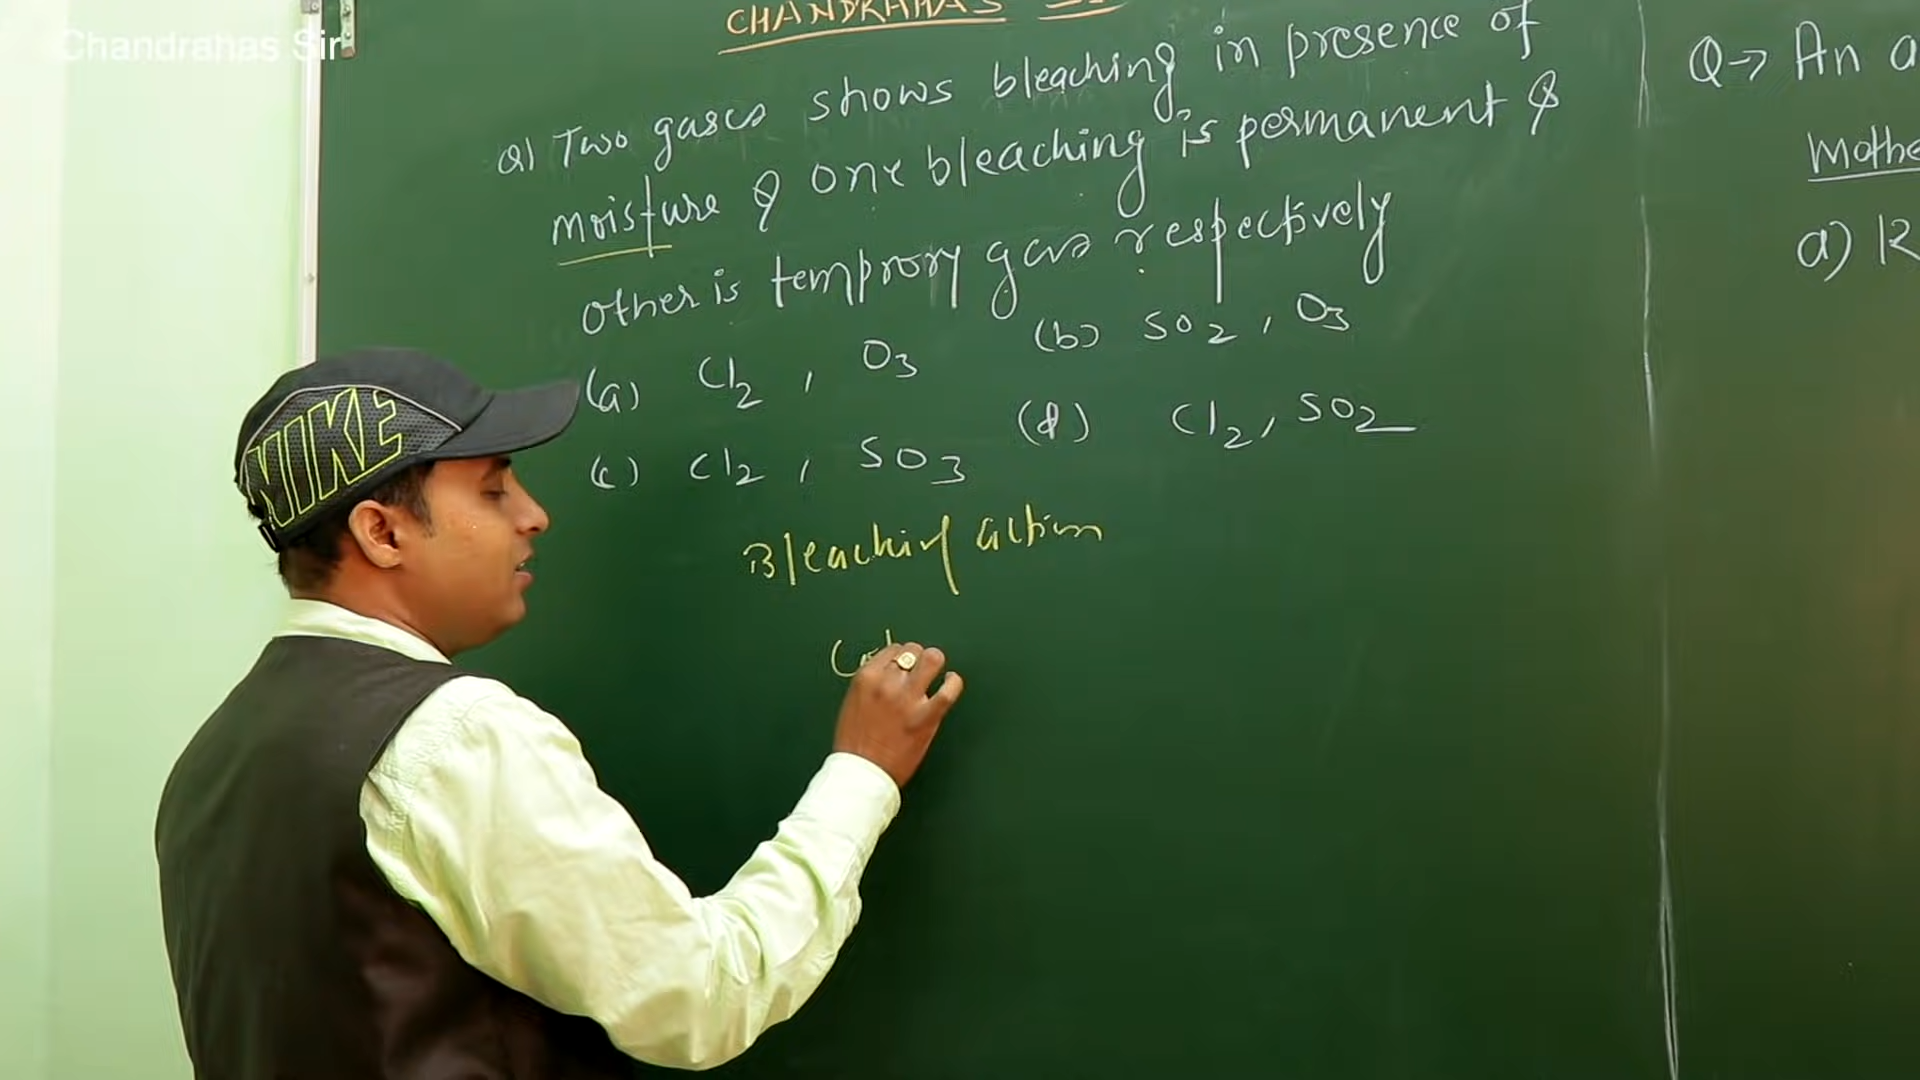 Chandrahas Sir
CHANDRAHAS
Q) Two gases shows bleaching in presence of
moisture & one bleaching is permanent &
other is temprory gas respectively
(a) Cl2 , O3 (b) SO2 , O3
(c) Cl2 , SO3 (d) Cl2, SO2
Bleaching action
NIKE
Q→ An a
Mothe
a) R